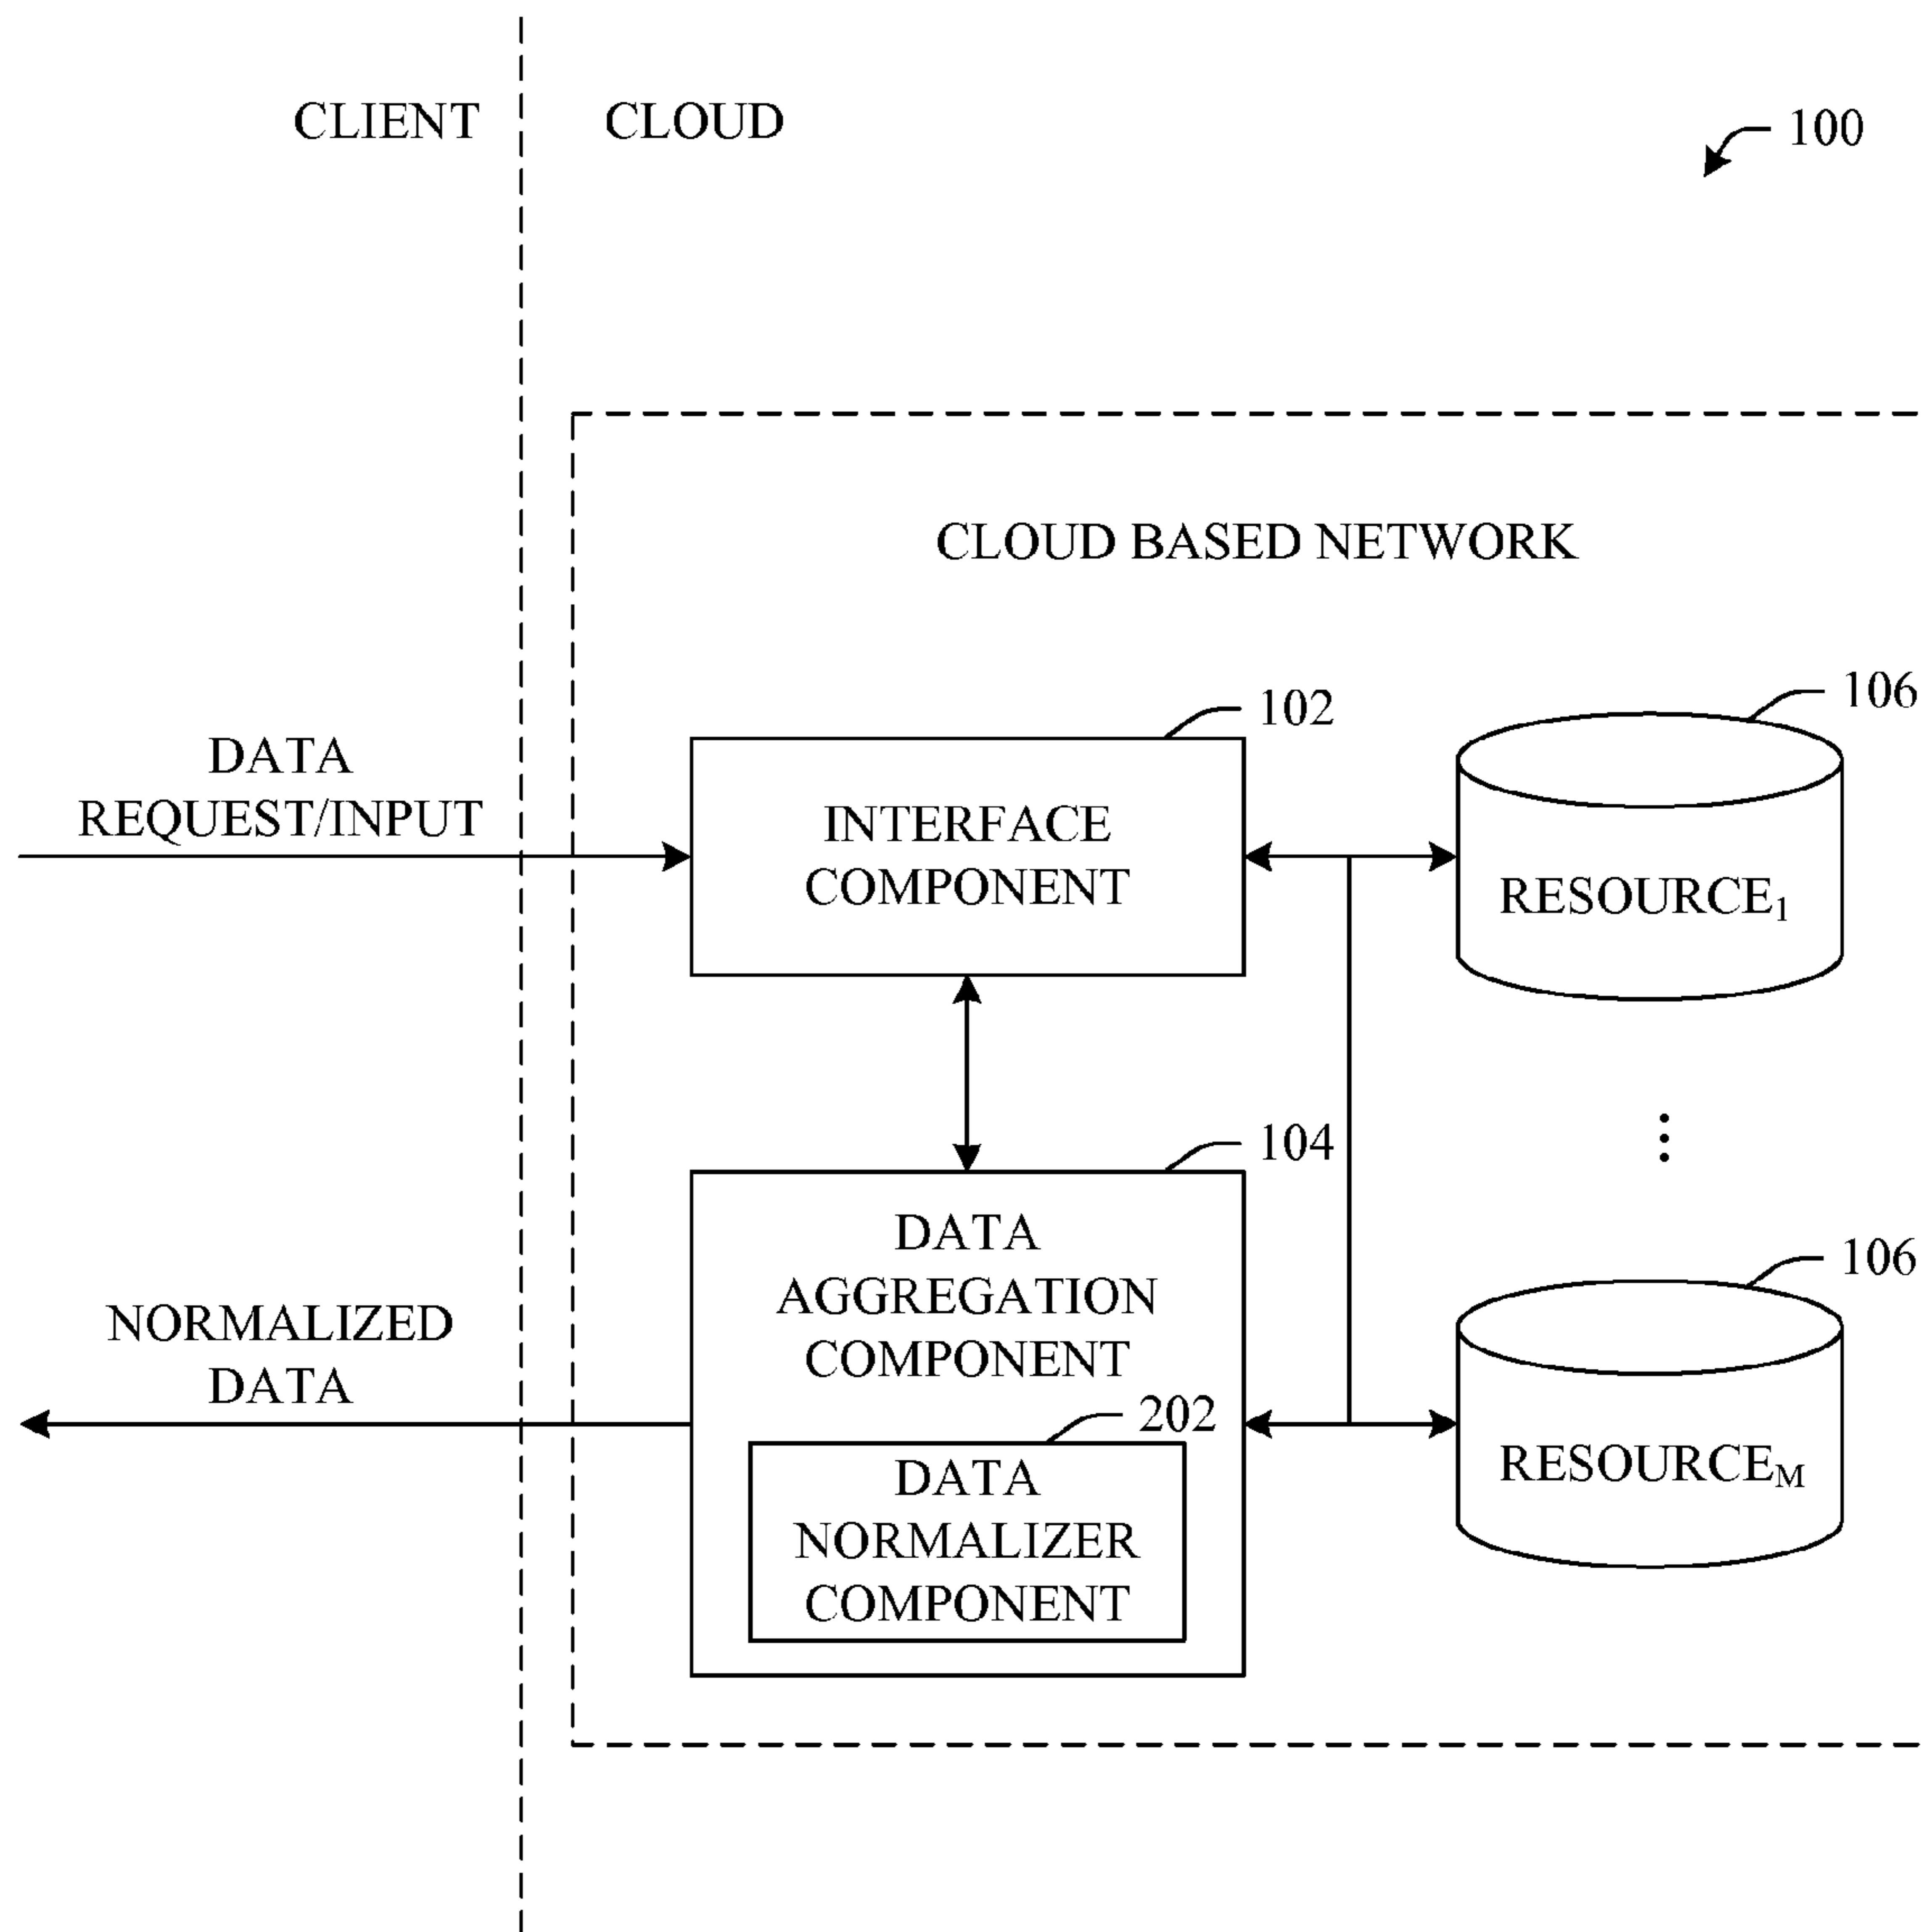 CLIENT
CLOUD
100
CLOUD BASED NETWORK
DATA
REQUEST/INPUT
102
INTERFACE
COMPONENT
106
RESOURCE₁
104
DATA
AGGREGATION
COMPONENT
NORMALIZED
DATA
202
DATA
NORMALIZER
COMPONENT
106
RESOURCE_M